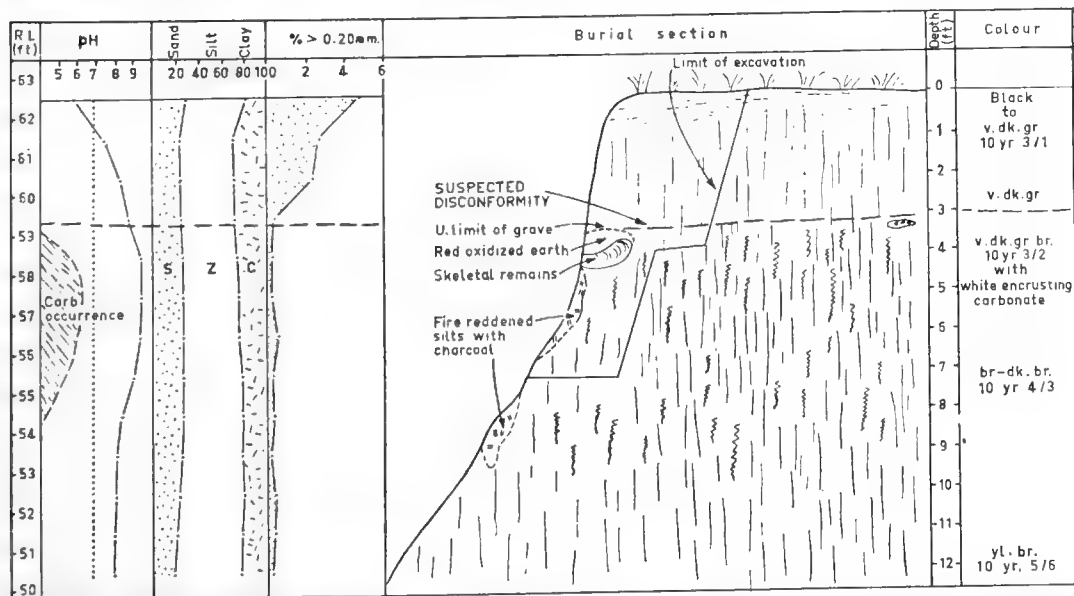 RL (ft)
pH
Sand
Silt
Clay
% > 0.20mm.
Burial section
Depth (ft)
Colour
5 6 7 8 9
20 40 60 80 100
2 4 6
Limit of excavation
-63
-62
-61
-60
-59
-58
-57
-56
-55
-54
-53
-52
-51
-50
S
Z
C
Carb
occurrence
SUSPECTED
DISCONFORMITY
U.limit of grave
Red oxidized earth
Skeletal remains
Fire reddened
silts with
charcoal
0
1
2
3
4
5
6
7
8
9
10
11
12
Black
to
v.dk.gr
10yr 3/1
v.dk.gr
v.dk.gr br.
10yr 3/2
with
white encrusting
carbonate
br-dk.br.
10 yr 4/3
yl.br.
10 yr. 5/6